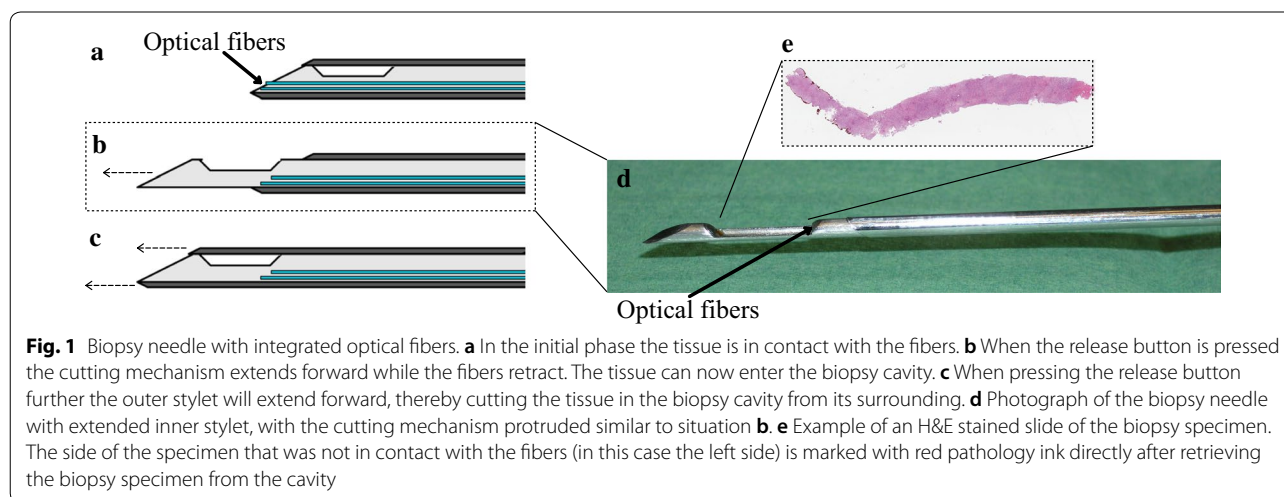 a
Optical fibers
e
b
d
c
Optical fibers
Fig. 1 Biopsy needle with integrated optical fibers. a In the initial phase the tissue is in contact with the fibers. b When the release button is pressed
the cutting mechanism extends forward while the fibers retract. The tissue can now enter the biopsy cavity. c When pressing the release button
further the outer stylet will extend forward, thereby cutting the tissue in the biopsy cavity from its surrounding. d Photograph of the biopsy needle
with extended inner stylet, with the cutting mechanism protruded similar to situation b. e Example of an H&E stained slide of the biopsy specimen.
The side of the specimen that was not in contact with the fibers (in this case the left side) is marked with red pathology ink directly after retrieving
the biopsy specimen from the cavity